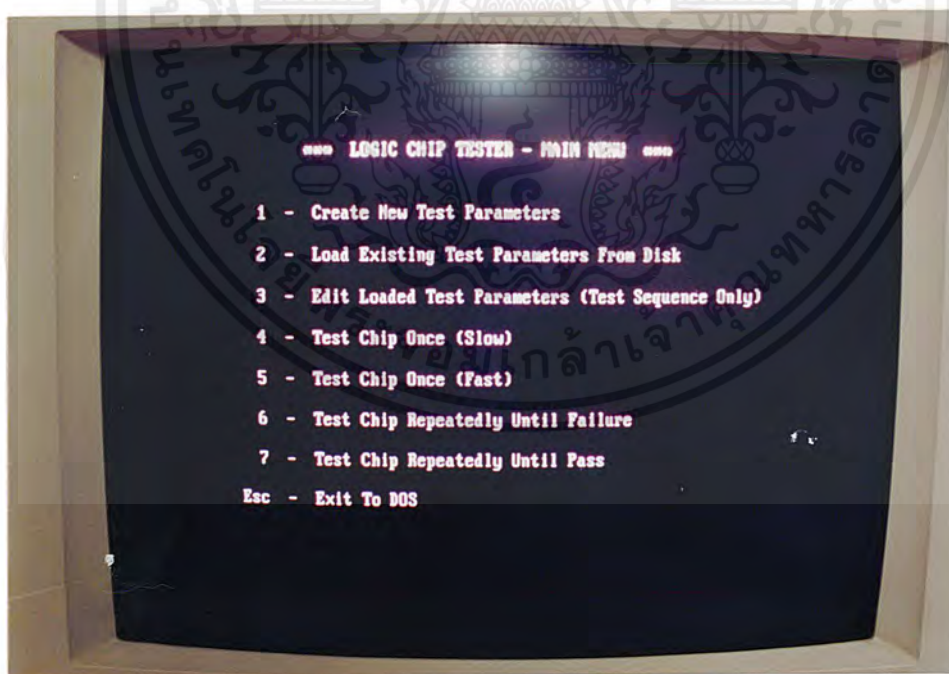 === LOGIC CHIP TESTER - MAIN MENU ===
1 - Create New Test Parameters
2 - Load Existing Test Parameters From Disk
3 - Edit Loaded Test Parameters (Test Sequence Only)
4 - Test Chip Once (Slow)
5 - Test Chip Once (Fast)
6 - Test Chip Repeatedly Until Failure
7 - Test Chip Repeatedly Until Pass
Esc - Exit To DOS